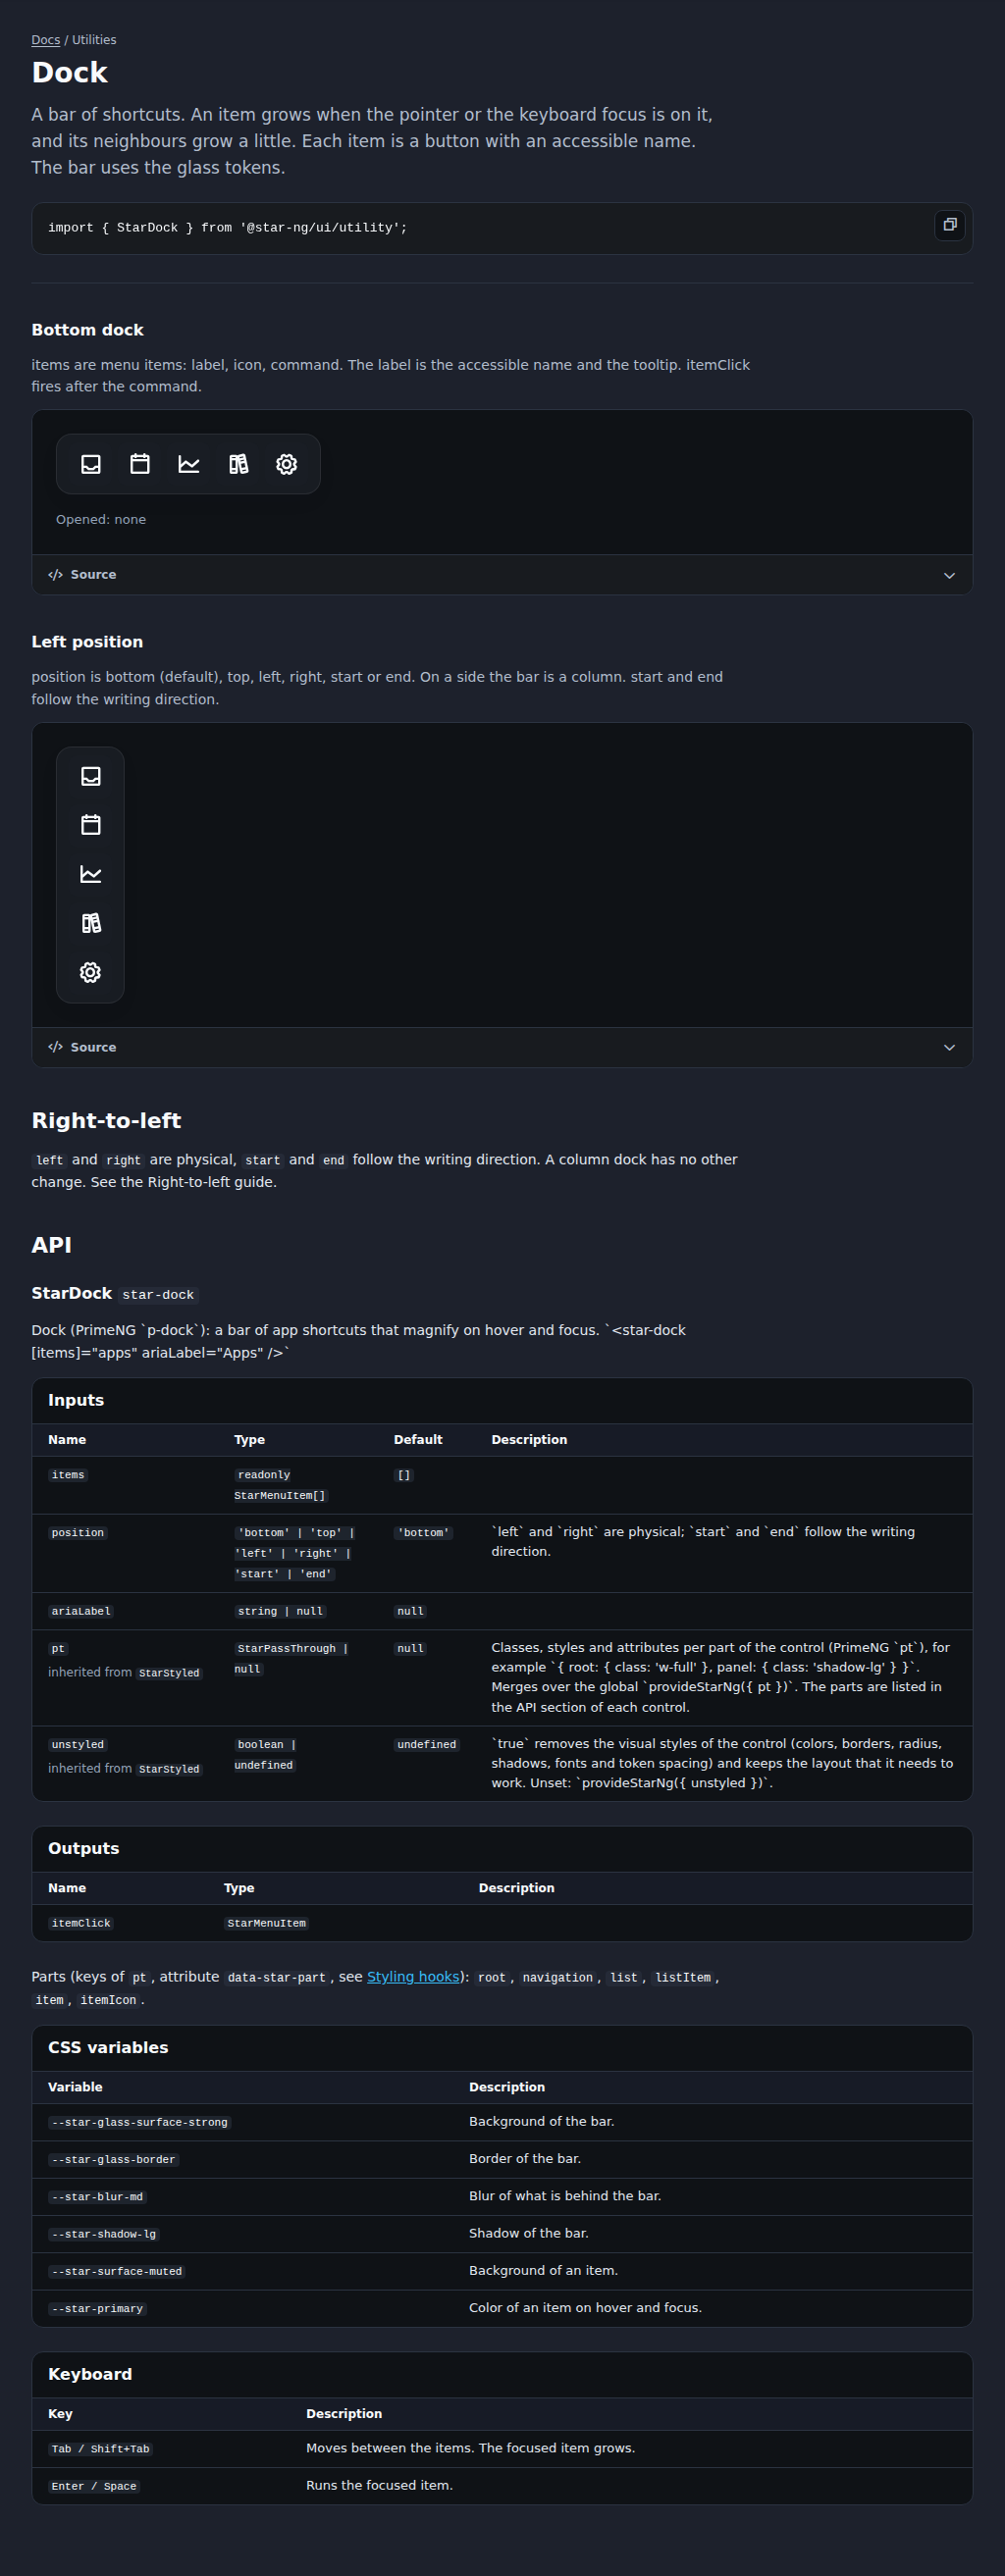 Docs / Utilities
Dock
A bar of shortcuts. An item grows when the pointer or the keyboard focus is on it,
and its neighbours grow a little. Each item is a button with an accessible name.
The bar uses the glass tokens.
import { StarDock } from '@star-ng/ui/utility';
Bottom dock
items are menu items: label, icon, command. The label is the accessible name and the tooltip. itemClick
fires after the command.
Opened: none
Source
Left position
position is bottom (default), top, left, right, start or end. On a side the bar is a column. start and end
follow the writing direction.
Source
Right-to-left
left and right are physical, start and end follow the writing direction. A column dock has no other
change. See the Right-to-left guide.
API
StarDock star-dock
Dock (PrimeNG `p-dock`): a bar of app shortcuts that magnify on hover and focus. `<star-dock
[items]="apps" ariaLabel="Apps" />`
Inputs
Name Type Default Description
items readonly StarMenuItem[] []
position 'bottom' | 'top' | 'left' | 'right' | 'start' | 'end' 'bottom' `left` and `right` are physical; `start` and `end` follow the writing direction.
ariaLabel string | null null
pt inherited from StarStyled StarPassThrough | null null Classes, styles and attributes per part of the control (PrimeNG `pt`), for example `{ root: { class: 'w-full' }, panel: { class: 'shadow-lg' } }`. Merges over the global `provideStarNg({ pt })`. The parts are listed in the API section of each control.
unstyled inherited from StarStyled boolean | undefined undefined `true` removes the visual styles of the control (colors, borders, radius, shadows, fonts and token spacing) and keeps the layout that it needs to work. Unset: `provideStarNg({ unstyled })`.
Outputs
Name Type Description
itemClick StarMenuItem
Parts (keys of pt, attribute data-star-part, see Styling hooks): root, navigation, list, listItem,
item, itemIcon.
CSS variables
Variable Description
--star-glass-surface-strong Background of the bar.
--star-glass-border Border of the bar.
--star-blur-md Blur of what is behind the bar.
--star-shadow-lg Shadow of the bar.
--star-surface-muted Background of an item.
--star-primary Color of an item on hover and focus.
Keyboard
Key Description
Tab / Shift+Tab Moves between the items. The focused item grows.
Enter / Space Runs the focused item.